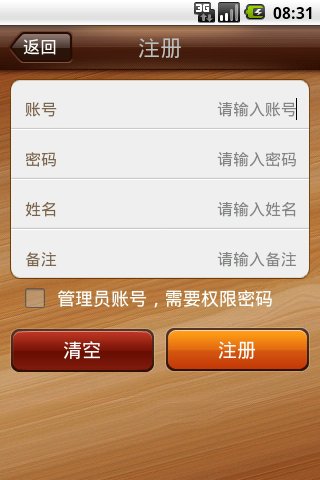 3G 08:31
返回 注册
账号 请输入账号
密码 请输入密码
姓名 请输入姓名
备注 请输入备注
管理员账号，需要权限密码
清空 注册